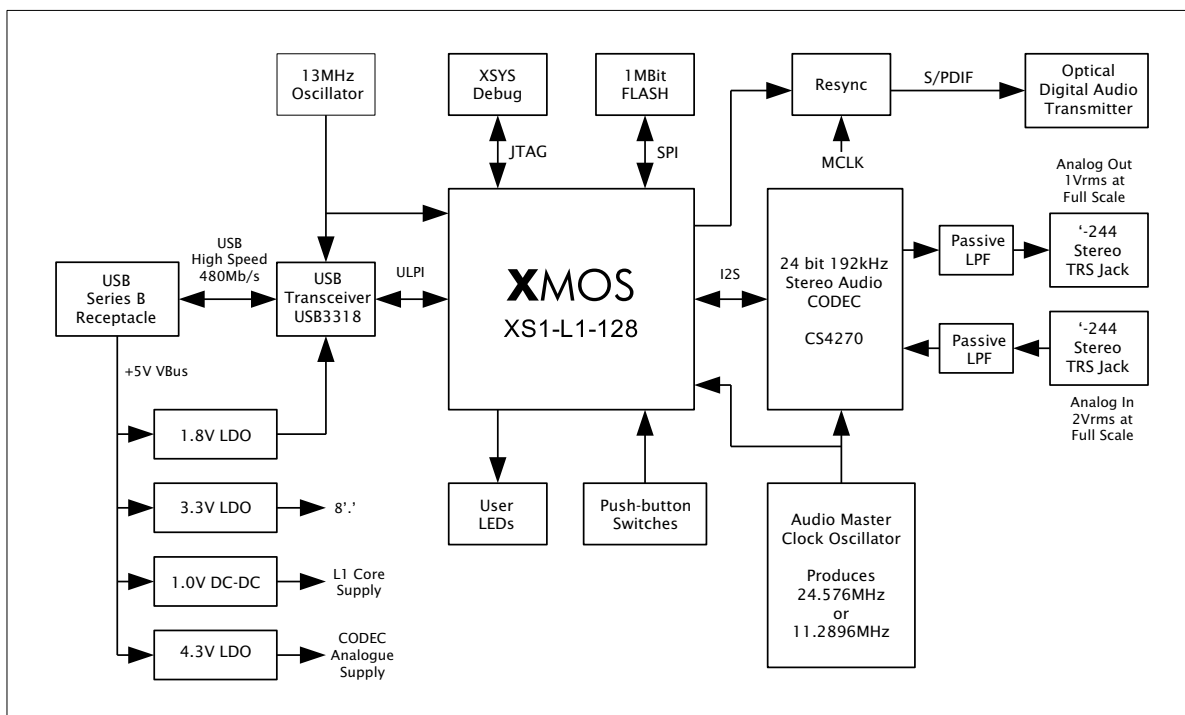 13MHz
Oscillator
XSYS
Debug
1MBit
FLASH
Resync
S/PDIF
Optical
Digital Audio
Transmitter
JTAG
SPI
MCLK
Analog Out
1Vrms at
Full Scale
USB
High Speed
480Mb/s
USB
Series B
Receptacle
USB
Transceiver
USB3318
ULPI
XMOS
XS1-L1-128
I2S
24 bit 192kHz
Stereo Audio
CODEC
CS4270
Passive
LPF
‘-244
Stereo
TRS Jack
Passive
LPF
‘-244
Stereo
TRS Jack
Analog In
2Vrms at
Full Scale
+5V VBus
1.8V LDO
3.3V LDO
8'.'
1.0V DC-DC
L1 Core
Supply
4.3V LDO
CODEC
Analogue
Supply
User
LEDs
Push-button
Switches
Audio Master
Clock Oscillator
Produces
24.576MHz
or
11.2896MHz